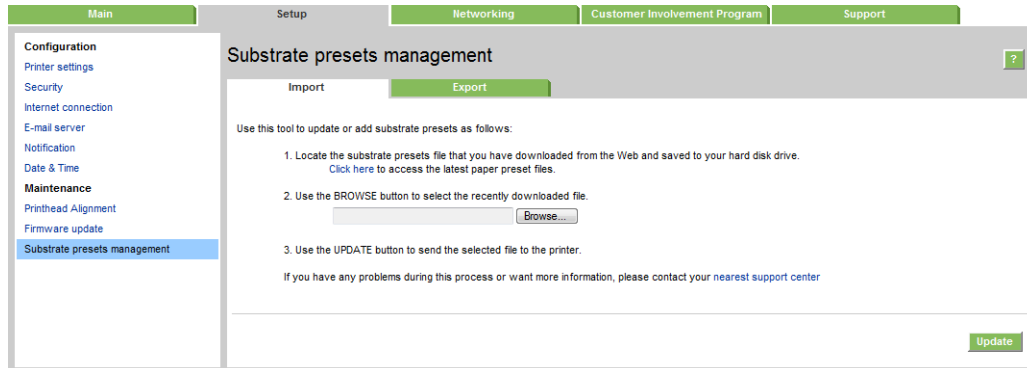 Main Setup Networking Customer Involvement Program Support
Configuration
Printer settings
Security
Internet connection
E-mail server
Notification
Date & Time
Maintenance
Printhead Alignment
Firmware update
Substrate presets management
Substrate presets management
?
Import Export
Use this tool to update or add substrate presets as follows:
1. Locate the substrate presets file that you have downloaded from the Web and saved to your hard disk drive.
Click here to access the latest paper preset files.
2. Use the BROWSE button to select the recently downloaded file.
Browse...
3. Use the UPDATE button to send the selected file to the printer.
If you have any problems during this process or want more information, please contact your nearest support center
Update